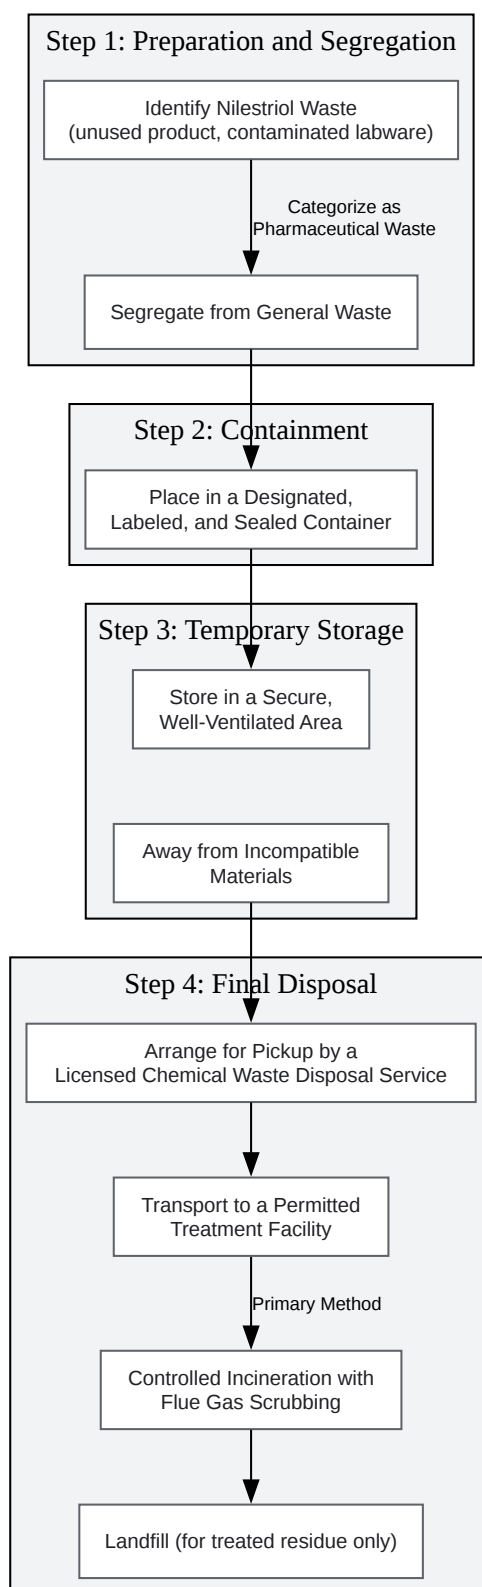 Step 1: Preparation and Segregation
Identify Nilestriol Waste
(unused product, contaminated labware)
Categorize as
Pharmaceutical Waste
Segregate from General Waste
Step 2: Containment
Place in a Designated,
Labeled, and Sealed Container
Step 3: Temporary Storage
Store in a Secure,
Well-Ventilated Area
Away from Incompatible
Materials
Step 4: Final Disposal
Arrange for Pickup by a
Licensed Chemical Waste Disposal Service
Transport to a Permitted
Treatment Facility
Primary Method
Controlled Incineration with
Flue Gas Scrubbing
Landfill (for treated residue only)